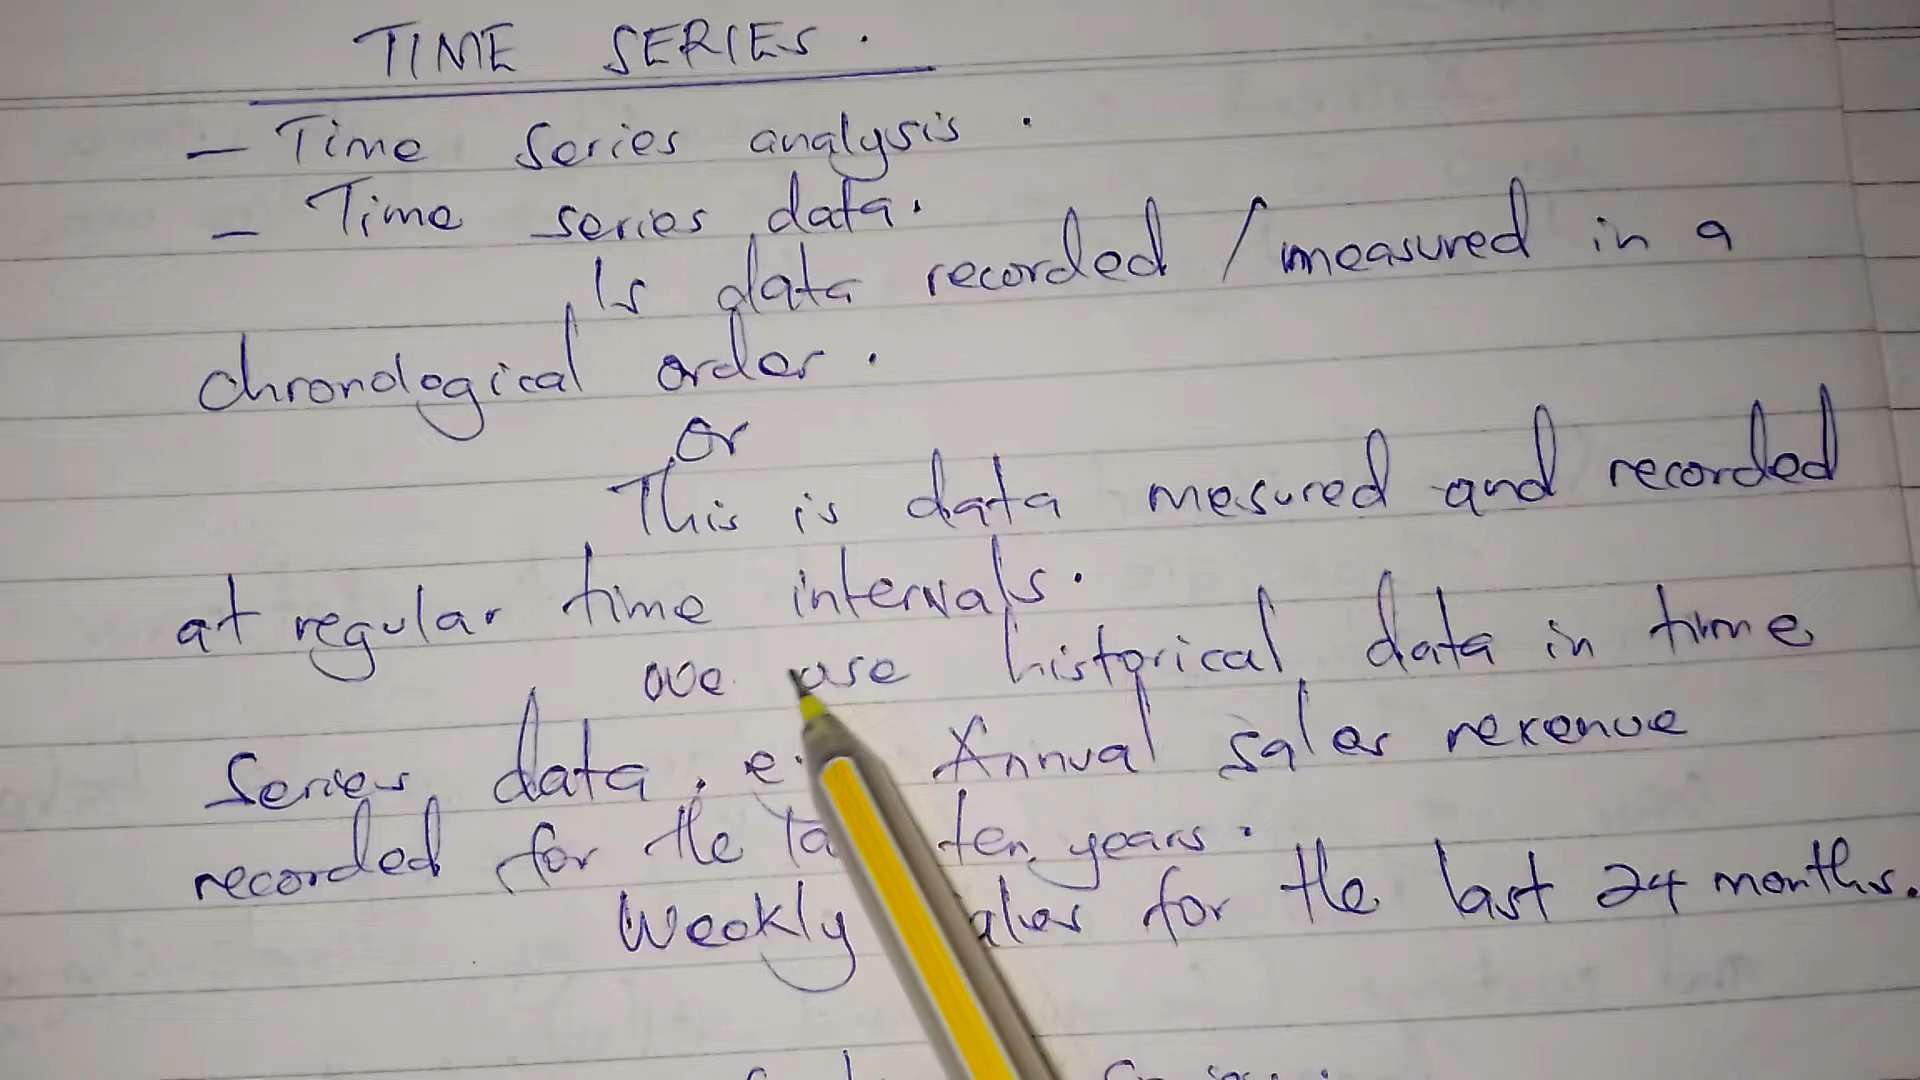 TIME SERIES.
- Time series analysis.
- Time series data.
Is data recorded / measured in a
chronological order.
Or
This is data measured and recorded
at regular time intervals.
we use historical data in time
series data. e. Annual sales revenue
recorded for the ten years.
Weekly for the last 24 months.